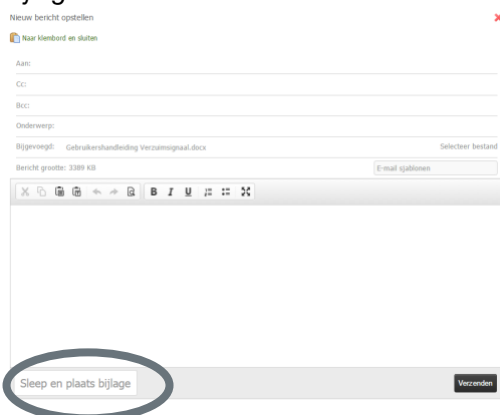 Nieuw bericht opstellen
Naar klembord en sluiten
Aan:
Cc:
Bcc:
Onderwerp:
Bijgevoegd: Gebruikershandleiding Verzuimsignaal.docx Selecteer bestand
Bericht grootte: 3389 KB E-mail sjablonen
B I U
Sleep en plaats bijlage Verzenden